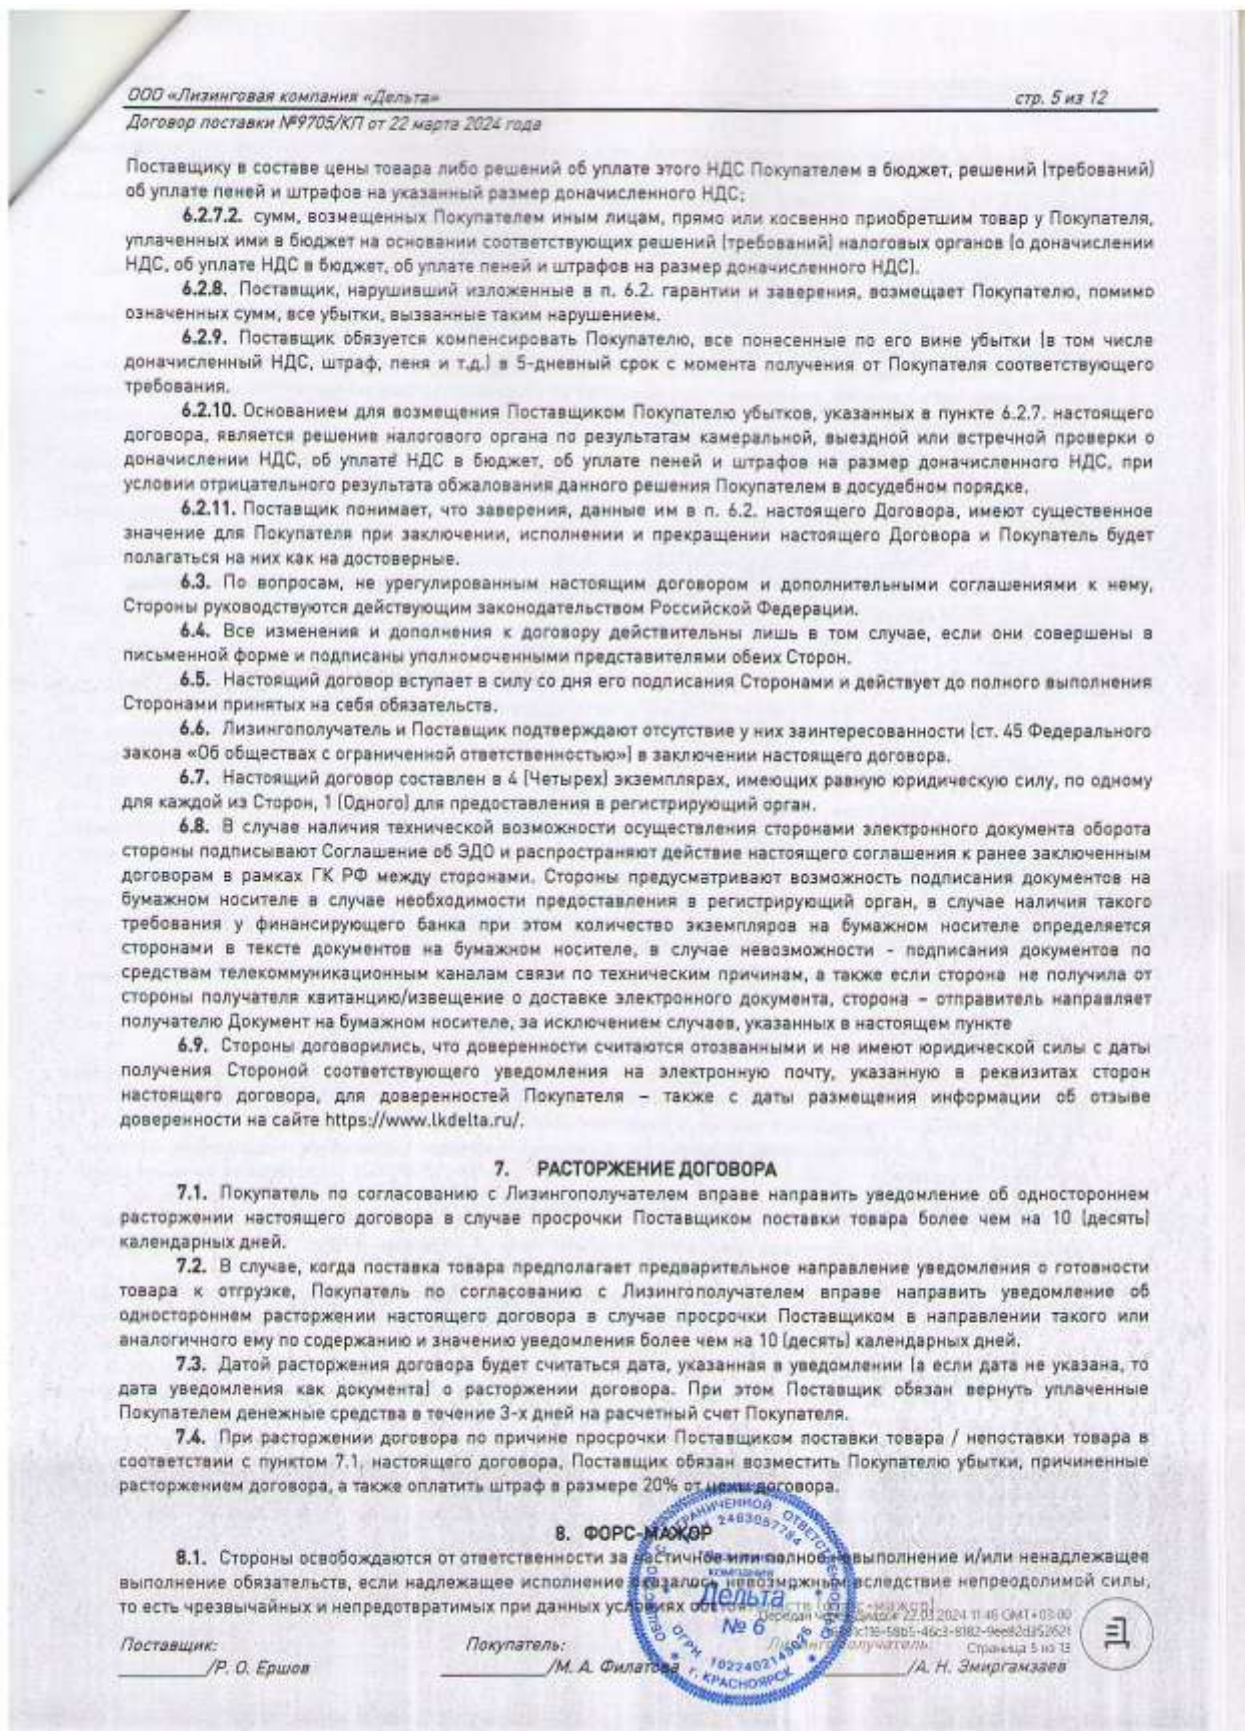 ООО «Лизинговая компания «Дельта» стр. 5 из 12
Договор поставки №9705/КП от 22 марта 2024 года
Поставщику в составе цены товара либо решений об уплате этого НДС Покупателем в бюджет, решений (требований)
об уплате пеней и штрафов на указанный размер доначисленного НДС;
6.2.7.2. сумм, возмещенных Покупателем иным лицам, прямо или косвенно приобретшим товар у Покупателя,
уплаченных ими в бюджет на основании соответствующих решений (требований) налоговых органов (о доначислении
НДС, об уплате НДС в бюджет, об уплате пеней и штрафов на размер доначисленного НДС).
6.2.8. Поставщик, нарушивший изложенные в п. 6.2. гарантии и заверения, возмещает Покупателю, помимо
означенных сумм, все убытки, вызванные таким нарушением.
6.2.9. Поставщик обязуется компенсировать Покупателю, все понесенные по его вине убытки (в том числе
доначисленный НДС, штраф, пеня и т.д.) в 5-дневный срок с момента получения от Покупателя соответствующего
требования.
6.2.10. Основанием для возмещения Поставщиком Покупателю убытков, указанных в пункте 6.2.7. настоящего
договора, является решение налогового органа по результатам камеральной, выездной или встречной проверки о
доначислении НДС, об уплате НДС в бюджет, об уплате пеней и штрафов на размер доначисленного НДС, при
условии отрицательного результата обжалования данного решения Покупателем в досудебном порядке.
6.2.11. Поставщик понимает, что заверения, данные им в п. 6.2. настоящего Договора, имеют существенное
значение для Покупателя при заключении, исполнении и прекращении настоящего Договора и Покупатель будет
полагаться на них как на достоверные.
6.3. По вопросам, не урегулированным настоящим договором и дополнительными соглашениями к нему,
Стороны руководствуются действующим законодательством Российской Федерации.
6.4. Все изменения и дополнения к договору действительны лишь в том случае, если они совершены в
письменной форме и подписаны уполномоченными представителями обеих Сторон.
6.5. Настоящий договор вступает в силу со дня его подписания Сторонами и действует до полного выполнения
Сторонами принятых на себя обязательств.
6.6. Лизингополучатель и Поставщик подтверждают отсутствие у них заинтересованности (ст. 45 Федерального
закона «Об обществах с ограниченной ответственностью») в заключении настоящего договора.
6.7. Настоящий договор составлен в 4 (Четырех) экземплярах, имеющих равную юридическую силу, по одному
для каждой из Сторон, 1 (Одного) для предоставления в регистрирующий орган.
6.8. В случае наличия технической возможности осуществления сторонами электронного документа оборота
стороны подписывают Соглашение об ЭДО и распространяют действие настоящего соглашения к ранее заключенным
договорам в рамках ГК РФ между сторонами. Стороны предусматривают возможность подписания документов на
бумажном носителе в случае необходимости предоставления в регистрирующий орган, в случае наличия такого
требования у финансирующего банка при этом количество экземпляров на бумажном носителе определяется
сторонами в тексте документов на бумажном носителе, в случае невозможности - подписания документов по
средствам телекоммуникационным каналам связи по техническим причинам, а также если сторона не получила от
стороны получателя квитанцию/извещение о доставке электронного документа, сторона – отправитель направляет
получателю Документ на бумажном носителе, за исключением случаев, указанных в настоящем пункте
6.9. Стороны договорились, что доверенности считаются отозванными и не имеют юридической силы с даты
получения Стороной соответствующего уведомления на электронную почту, указанную в реквизитах сторон
настоящего договора, для доверенностей Покупателя – также с даты размещения информации об отзыве
доверенности на сайте https://www.lkdelta.ru/.
7. РАСТОРЖЕНИЕ ДОГОВОРА
7.1. Покупатель по согласованию с Лизингополучателем вправе направить уведомление об одностороннем
расторжении настоящего договора в случае просрочки Поставщиком поставки товара более чем на 10 (десять)
календарных дней.
7.2. В случае, когда поставка товара предполагает предварительное направление уведомления о готовности
товара к отгрузке, Покупатель по согласованию с Лизингополучателем вправе направить уведомление об
одностороннем расторжении настоящего договора в случае просрочки Поставщиком в направлении такого или
аналогичного ему по содержанию и значению уведомления более чем на 10 (десять) календарных дней.
7.3. Датой расторжения договора будет считаться дата, указанная в уведомлении (а если дата не указана, то
дата уведомления как документа) о расторжении договора. При этом Поставщик обязан вернуть уплаченные
Покупателем денежные средства в течение 3-х дней на расчетный счет Покупателя.
7.4. При расторжении договора по причине просрочки Поставщиком поставки товара / непоставки товара в
соответствии с пунктом 7.1. настоящего договора, Поставщик обязан возместить Покупателю убытки, причиненные
расторжением договора, а также оплатить штраф в размере 20% от цены договора.
8. ФОРС-МАЖОР
8.1. Стороны освобождаются от ответственности за частичное или полное невыполнение и/или ненадлежащее
выполнение обязательств, если надлежащее исполнение оказалось невозможным вследствие непреодолимой силы,
то есть чрезвычайных и непредотвратимых при данных условиях обстоятельств (форс-мажор)
Дельта
№ 6
г. КРАСНОЯРСК
22.03.2024 11:46 GMT+03:00
Страница 5 из 13
Поставщик: Покупатель: Лизингополучатель:
/Р. О. Ершов /М. А. Филатова /А. Н. Эмирамзаев